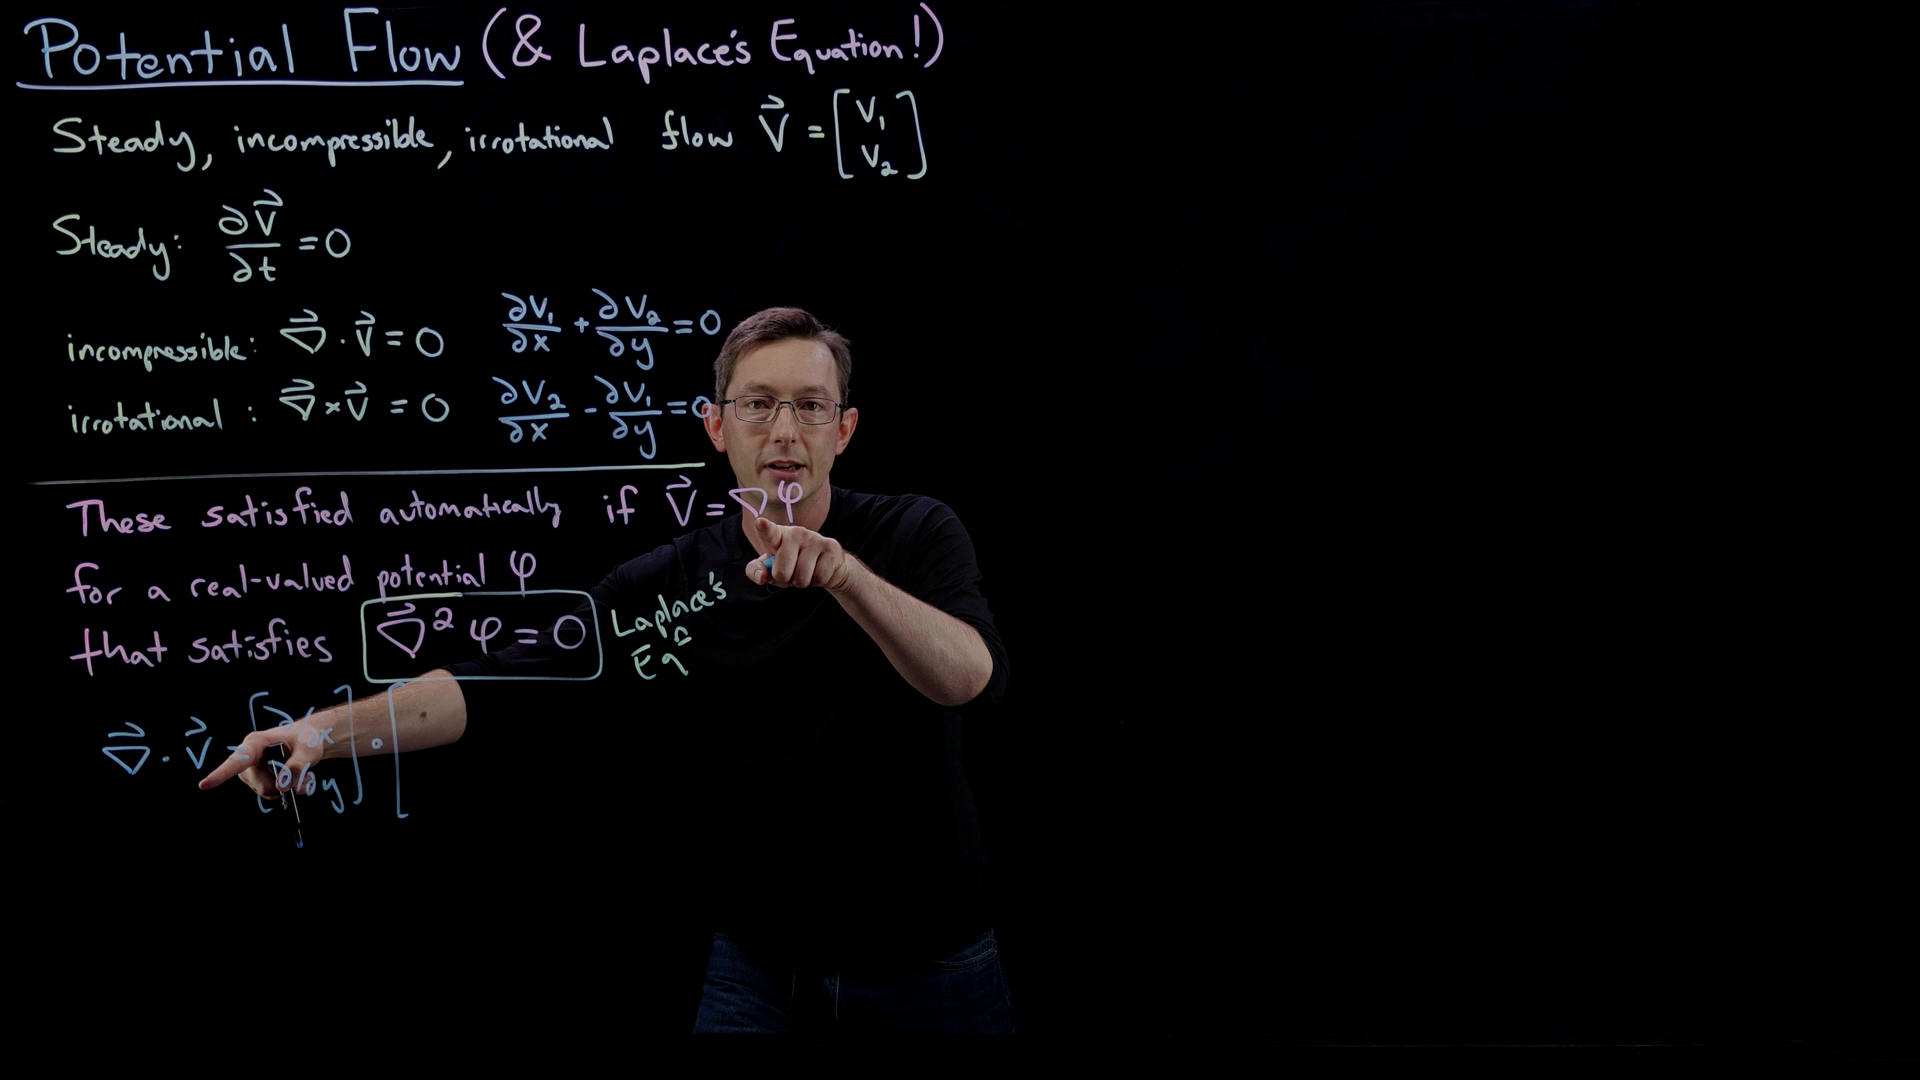 Potential Flow (& Laplace's Equation!)
Steady, incompressible, irrotational flow V⃗ = [V₁ V₂]
Steady: ∂V⃗/∂t = 0
incompressible: ∇⃗ · V⃗ = 0 ∂V₁/∂x + ∂V₂/∂y = 0
irrotational : ∇⃗ × V⃗ = 0 ∂V₂/∂x - ∂V₁/∂y = 0
These satisfied automatically if V⃗ = ∇φ
for a real-valued potential φ
that satisfies ∇⃗² φ = 0 Laplace's
Eqⁿ
∇⃗ · V⃗ = [∂/∂x ∂/∂y] · [